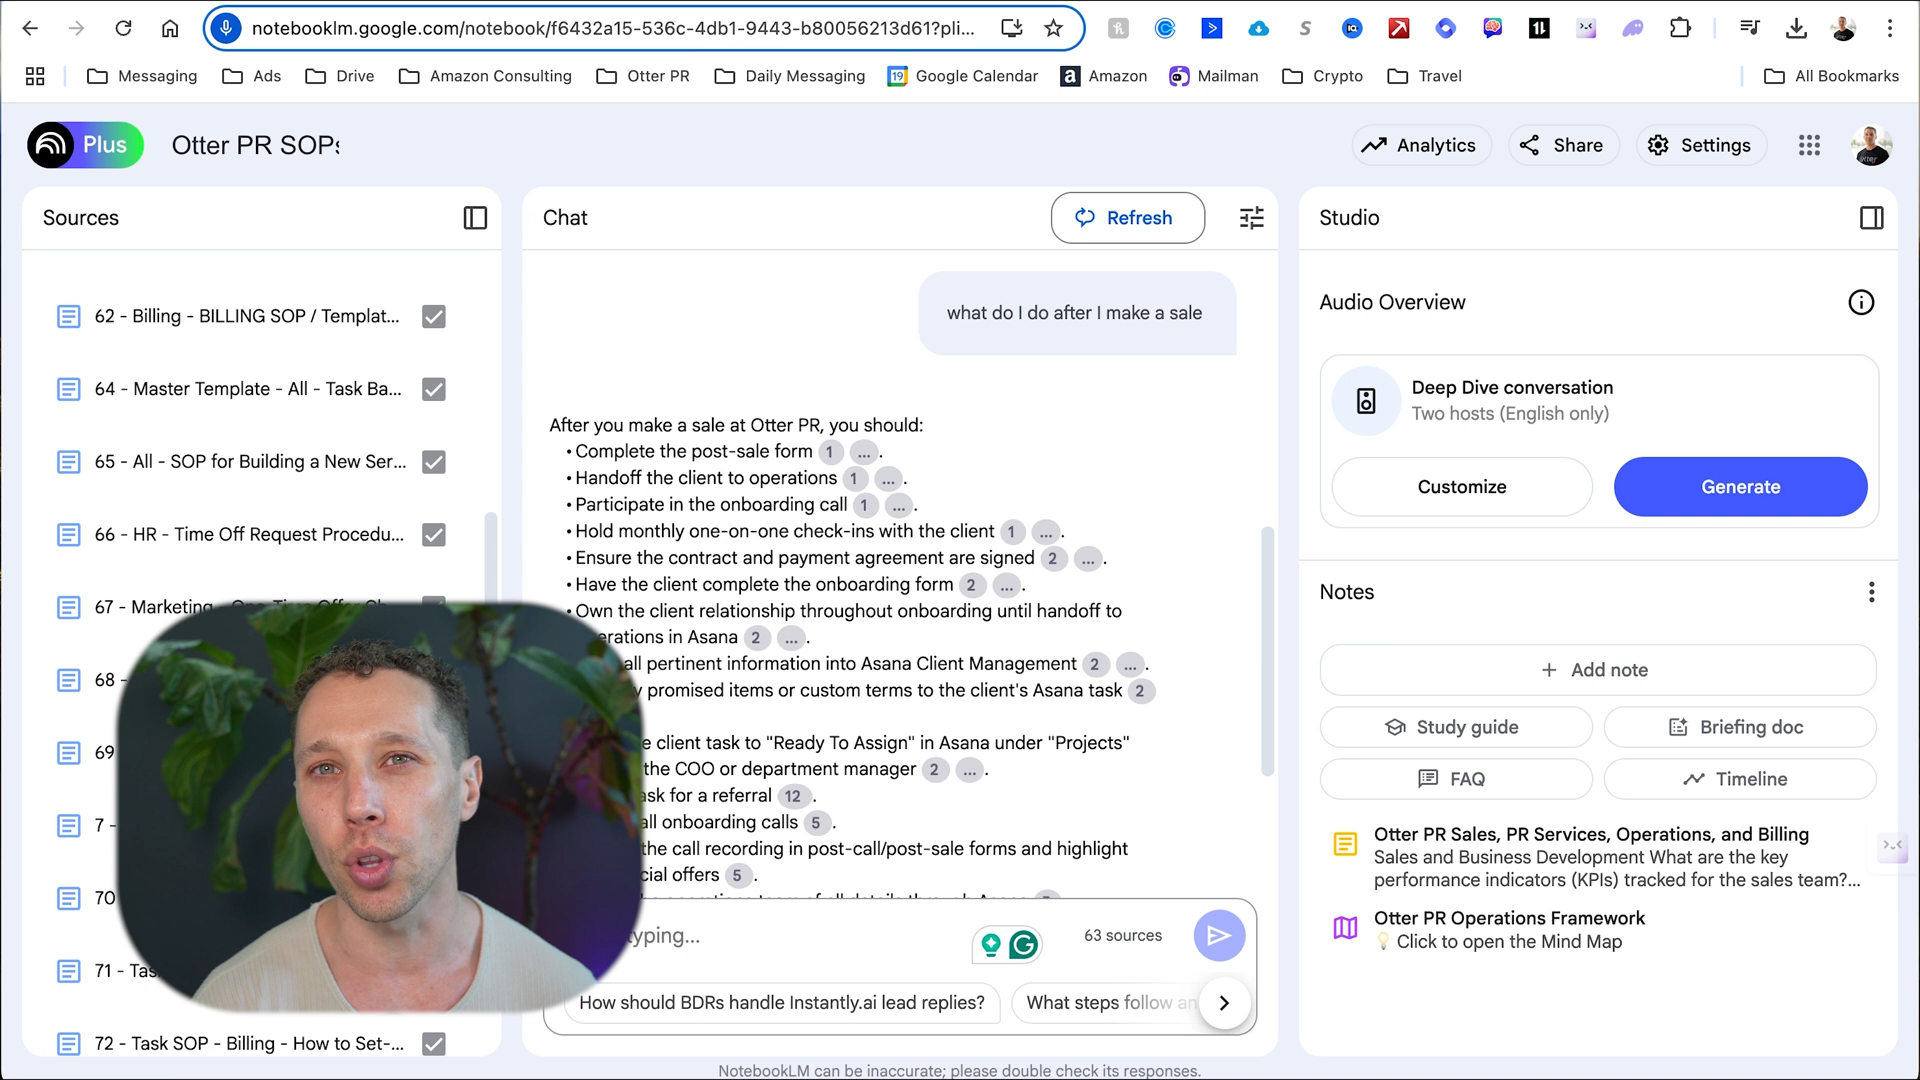 notebooklm.google.com/notebook/f6432a15-536c-4db1-9443-b80056213d61?pli...
Messaging
Ads
Drive
Amazon Consulting
Otter PR
Daily Messaging
19
Google Calendar
a
Amazon
Mailman
Crypto
Travel
All Bookmarks
Plus
Otter PR SOPs
Analytics
Share
Settings
Sources
62 - Billing - BILLING SOP / Templat...
64 - Master Template - All - Task Ba...
65 - All - SOP for Building a New Ser...
66 - HR - Time Off Request Procedu...
67 - Marketing
68 -
69
7 -
70
71 - Tas
72 - Task SOP - Billing - How to Set-...
Chat
Refresh
what do I do after I make a sale
After you make a sale at Otter PR, you should:
• Complete the post-sale form 1 ... .
• Handoff the client to operations 1 ... .
• Participate in the onboarding call 1 ... .
• Hold monthly one-on-one check-ins with the client 1 ... .
• Ensure the contract and payment agreement are signed 2 ... .
• Have the client complete the onboarding form 2 ... .
• Own the client relationship throughout onboarding until handoff to
erations in Asana 2 ... .
all pertinent information into Asana Client Management 2 ... .
y promised items or custom terms to the client's Asana task 2
e client task to "Ready To Assign" in Asana under "Projects"
the COO or department manager 2 ... .
ask for a referral 12 .
all onboarding calls 5 .
the call recording in post-call/post-sale forms and highlight
cial offers 5 .
typing...
63 sources
How should BDRs handle Instantly.ai lead replies?
What steps follow an
NotebookLM can be inaccurate; please double check its responses.
Studio
Audio Overview
Deep Dive conversation
Two hosts (English only)
Customize
Generate
Notes
+ Add note
Study guide
Briefing doc
FAQ
Timeline
Otter PR Sales, PR Services, Operations, and Billing
Sales and Business Development What are the key
performance indicators (KPIs) tracked for the sales team?...
Otter PR Operations Framework
Click to open the Mind Map